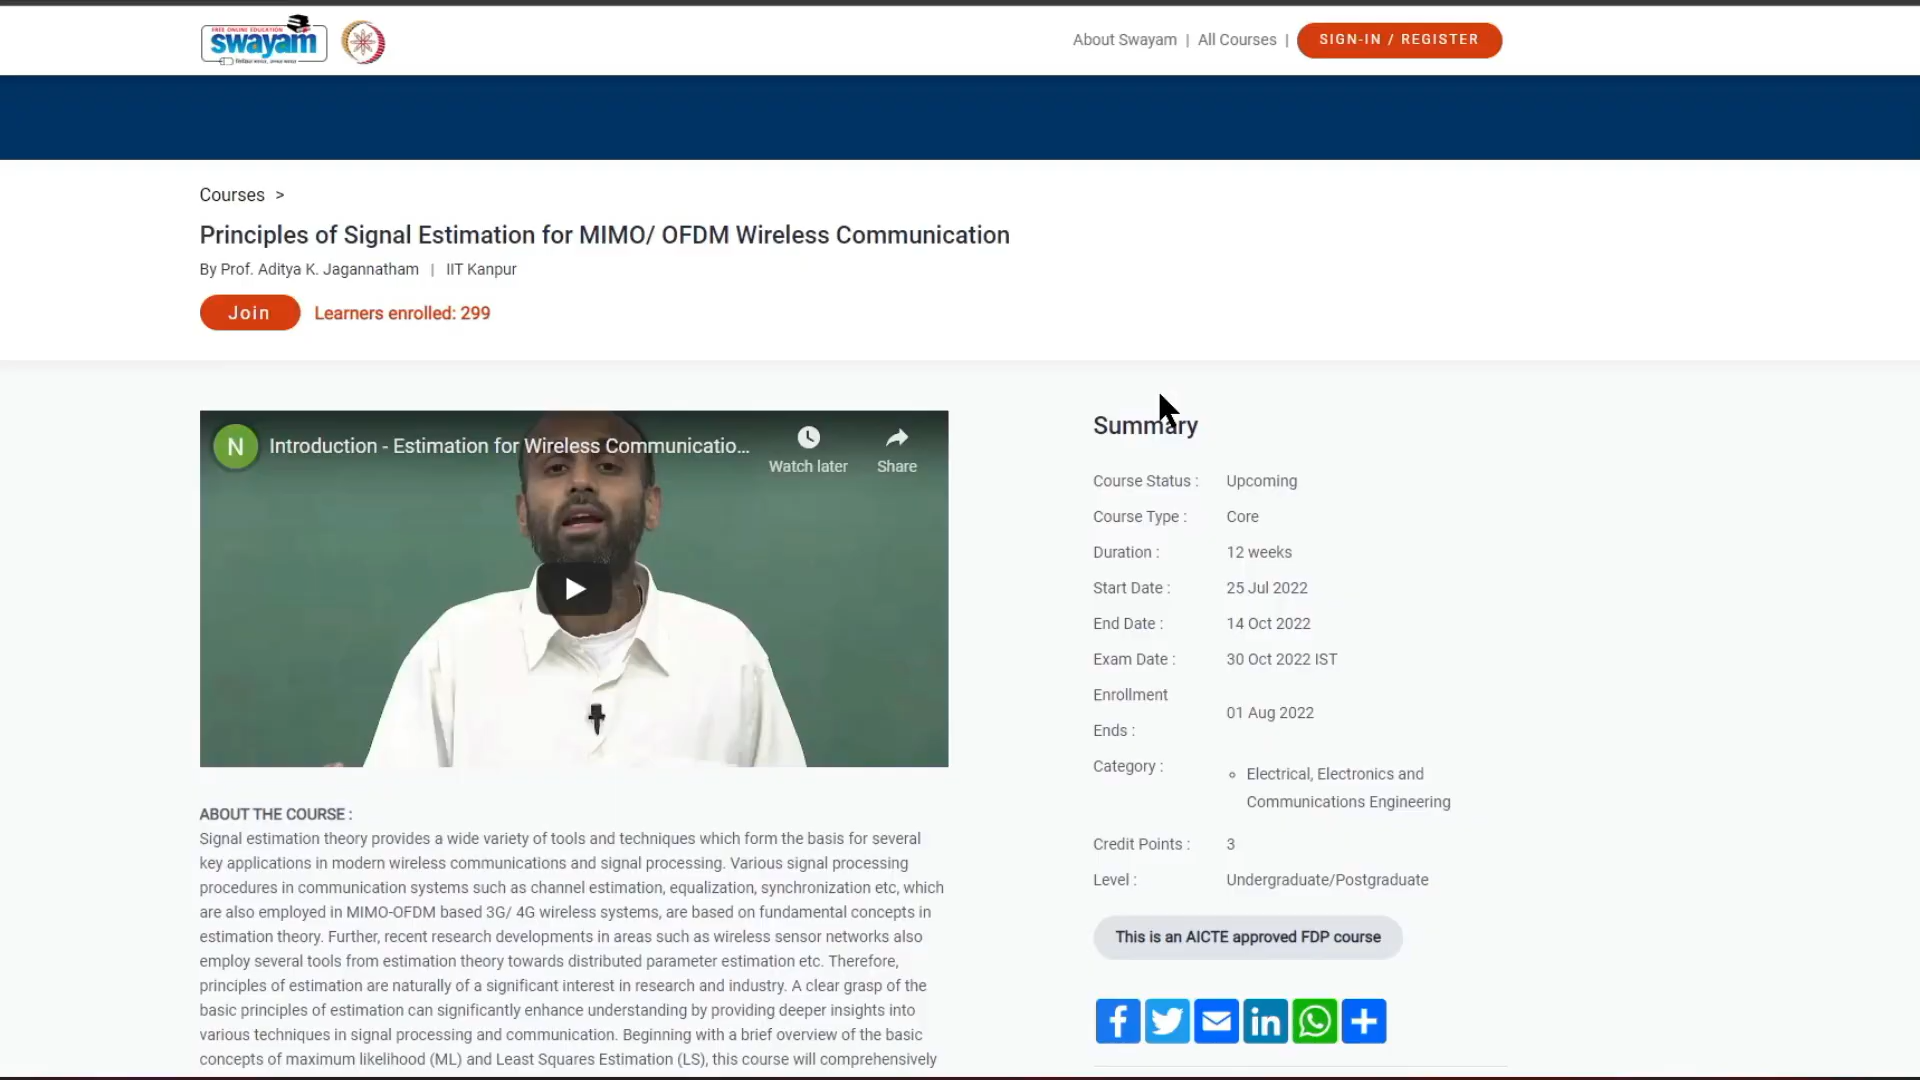 FREE ONLINE EDUCATION
swayam
About Swayam | All Courses | SIGN-IN / REGISTER
Courses >
Principles of Signal Estimation for MIMO/ OFDM Wireless Communication
By Prof. Aditya K. Jagannatham | IIT Kanpur
Join Learners enrolled: 299
N Introduction - Estimation for Wireless Communicatio...
Watch later Share
ABOUT THE COURSE :
Signal estimation theory provides a wide variety of tools and techniques which form the basis for several
key applications in modern wireless communications and signal processing. Various signal processing
procedures in communication systems such as channel estimation, equalization, synchronization etc, which
are also employed in MIMO-OFDM based 3G/ 4G wireless systems, are based on fundamental concepts in
estimation theory. Further, recent research developments in areas such as wireless sensor networks also
employ several tools from estimation theory towards distributed parameter estimation etc. Therefore,
principles of estimation are naturally of a significant interest in research and industry. A clear grasp of the
basic principles of estimation can significantly enhance understanding by providing deeper insights into
various techniques in signal processing and communication. Beginning with a brief overview of the basic
concepts of maximum likelihood (ML) and Least Squares Estimation (LS), this course will comprehensively
Summary
Course Status : Upcoming
Course Type : Core
Duration : 12 weeks
Start Date : 25 Jul 2022
End Date : 14 Oct 2022
Exam Date : 30 Oct 2022 IST
Enrollment
Ends : 01 Aug 2022
Category :
Electrical, Electronics and
Communications Engineering
Credit Points : 3
Level : Undergraduate/Postgraduate
This is an AICTE approved FDP course